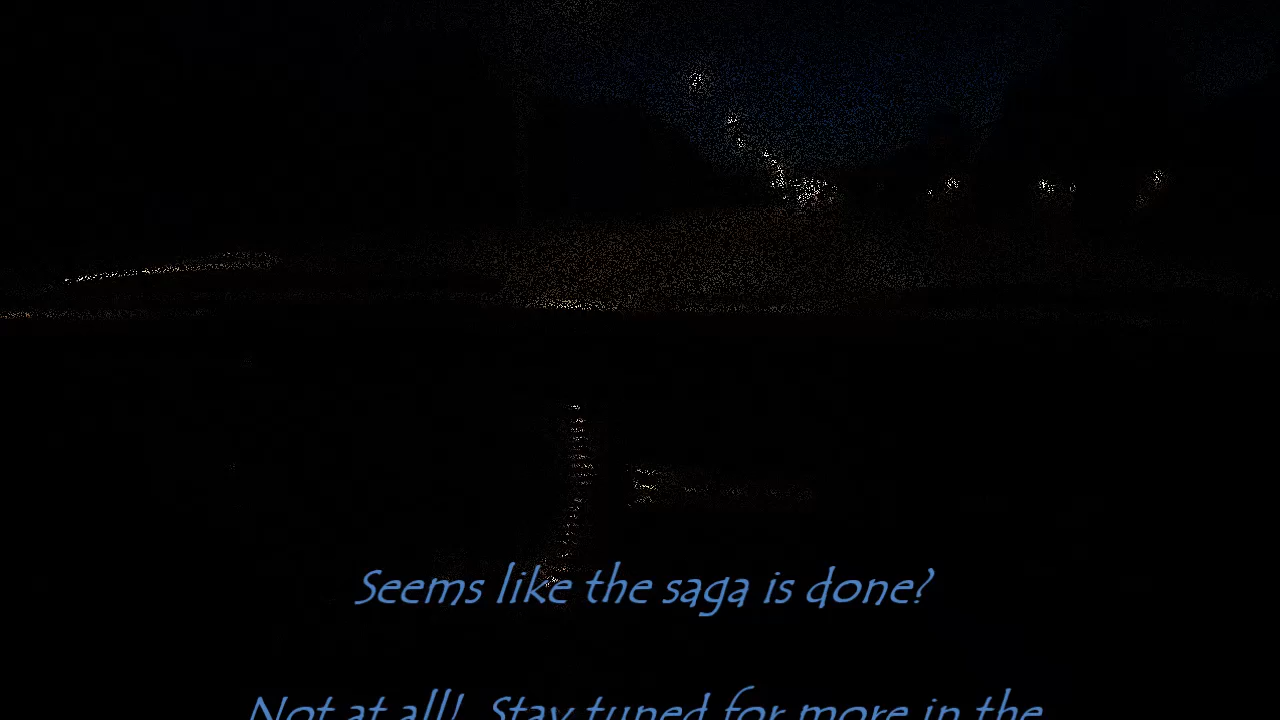 Seems like the saga is done?
Not at all! Stay tuned for more in the